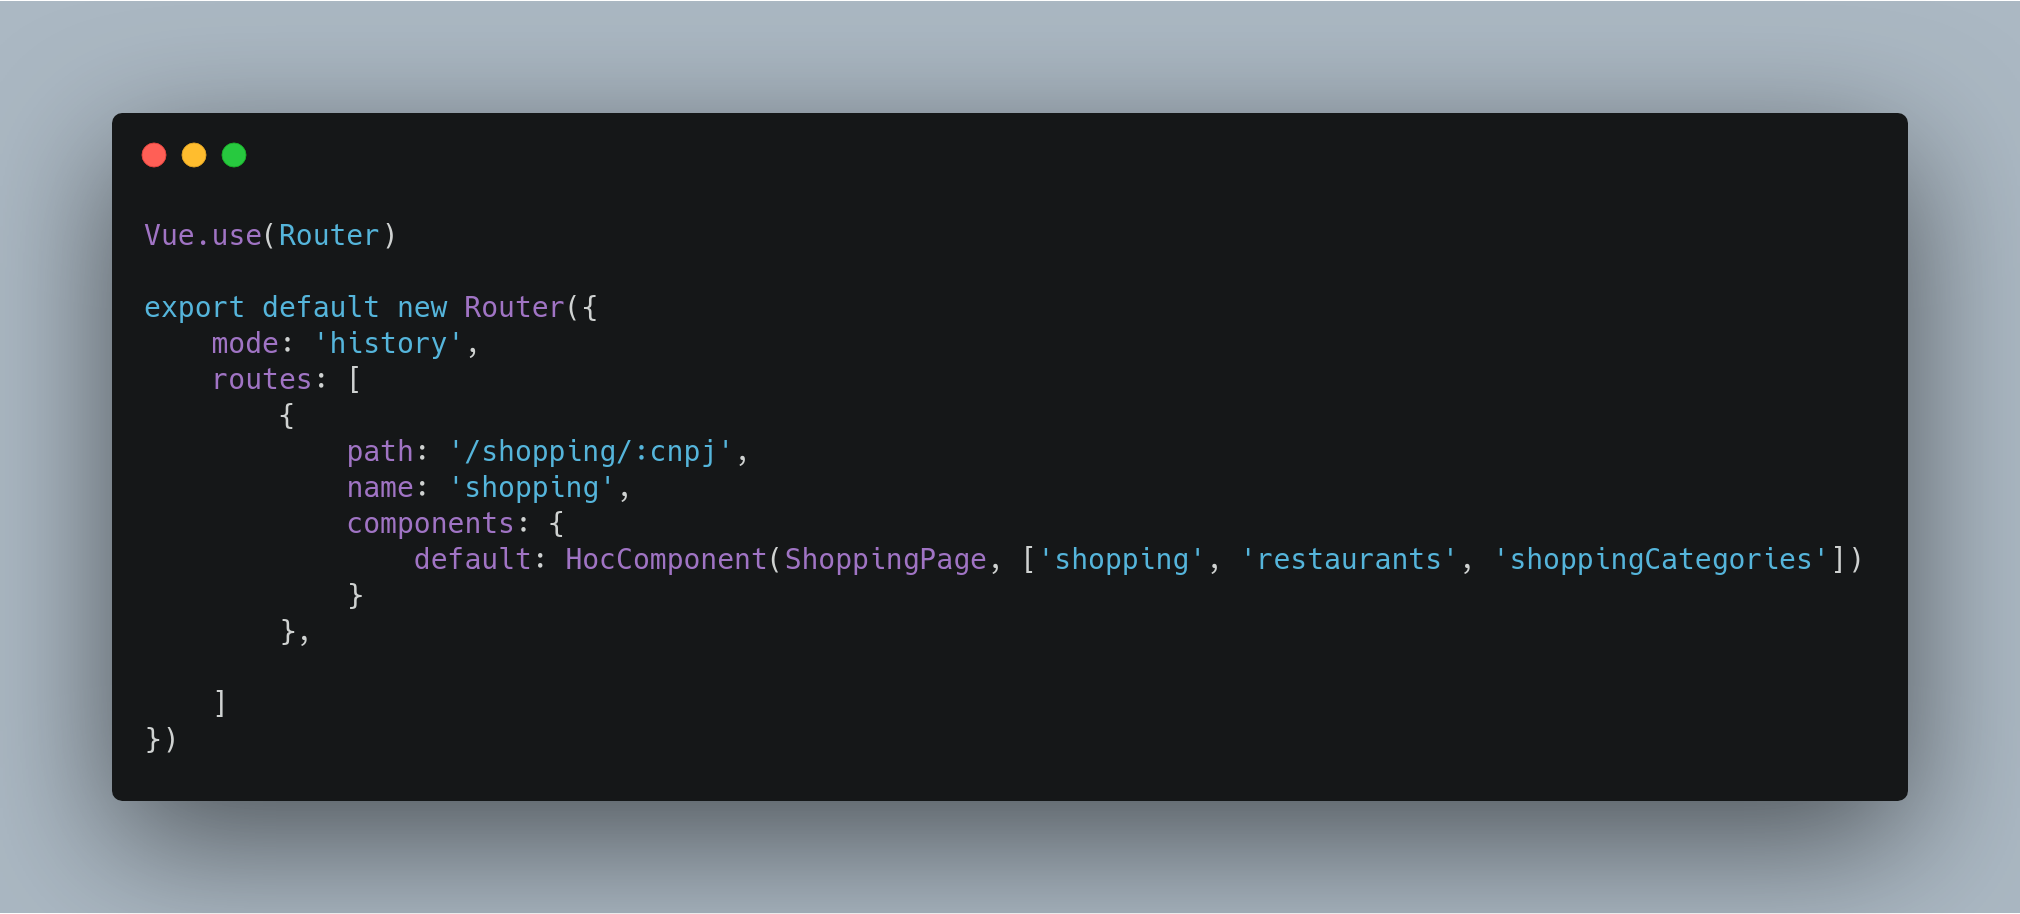 Vue.use(Router)

export default new Router({
    mode: 'history',
    routes: [
        {
            path: '/shopping/:cnpj',
            name: 'shopping',
            components: {
                default: HocComponent(ShoppingPage, ['shopping', 'restaurants', 'shoppingCategories'])
            }
        },

    ]
})